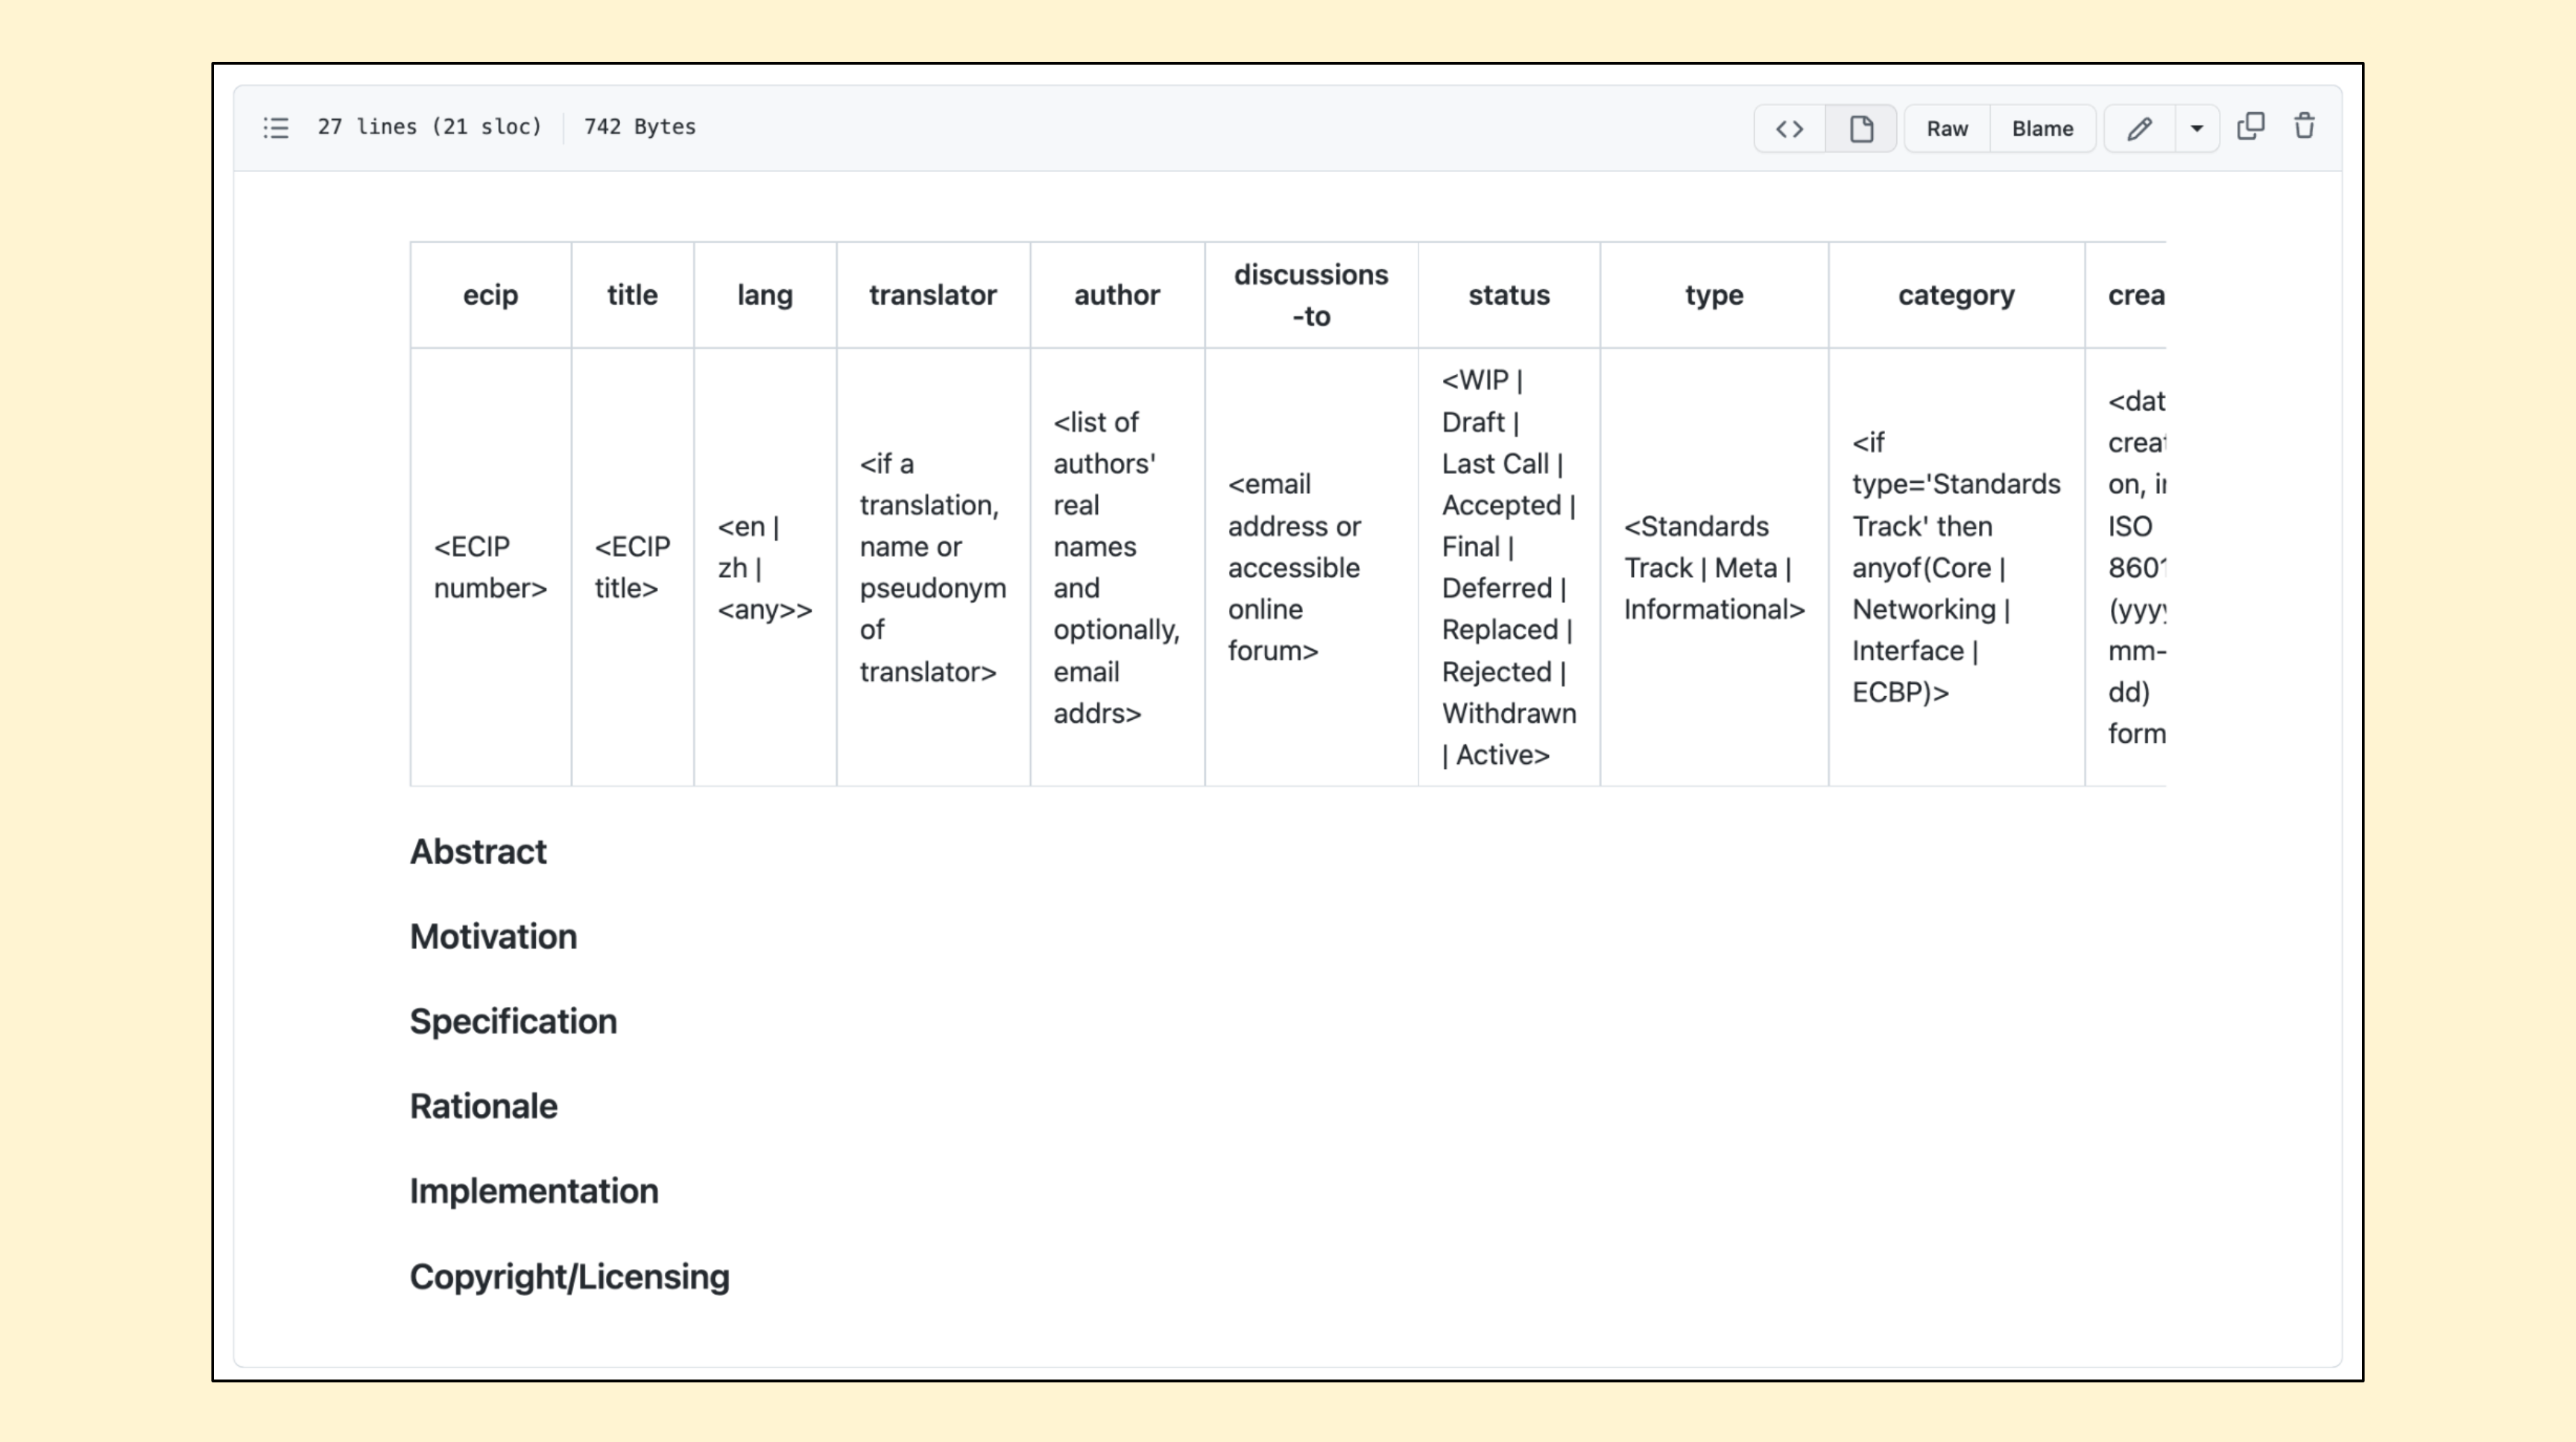 27 lines (21 sloc) 742 Bytes
Raw Blame
ecip title lang translator author discussions
-to status type category crea
<ECIP
number>
<ECIP
title>
<en |
zh |
<any>>
<if a
translation,
name or
pseudonym
of
translator>
<list of
authors'
real
names
and
optionally,
email
addrs>
<email
address or
accessible
online
forum>
<WIP |
Draft |
Last Call |
Accepted |
Final |
Deferred |
Replaced |
Rejected |
Withdrawn
| Active>
<Standards
Track | Meta |
Informational>
<if
type='Standards
Track' then
anyof(Core |
Networking |
Interface |
ECBP)>
<dat
crea
on, i
ISO
860
(yyy
mm-
dd)
form
Abstract
Motivation
Specification
Rationale
Implementation
Copyright/Licensing